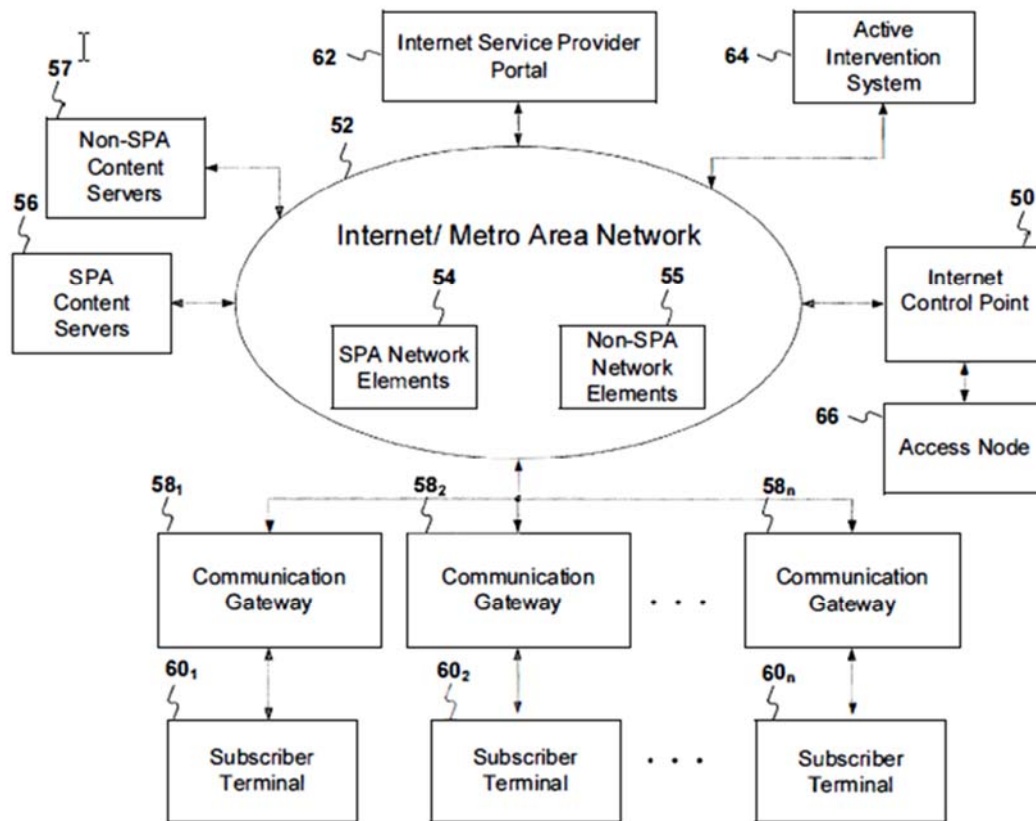 62
Internet Service Provider
Portal
64
Active
Intervention
System
57
Non-SPA
Content
Servers
52
56
SPA
Content
Servers
Internet/ Metro Area Network
54
SPA Network
Elements
55
Non-SPA
Network
Elements
50
Internet
Control Point
66
Access Node
58₁
Communication
Gateway
58₂
Communication
Gateway
. . .
58ₙ
Communication
Gateway
60₁
Subscriber
Terminal
60₂
Subscriber
Terminal
. . .
60ₙ
Subscriber
Terminal